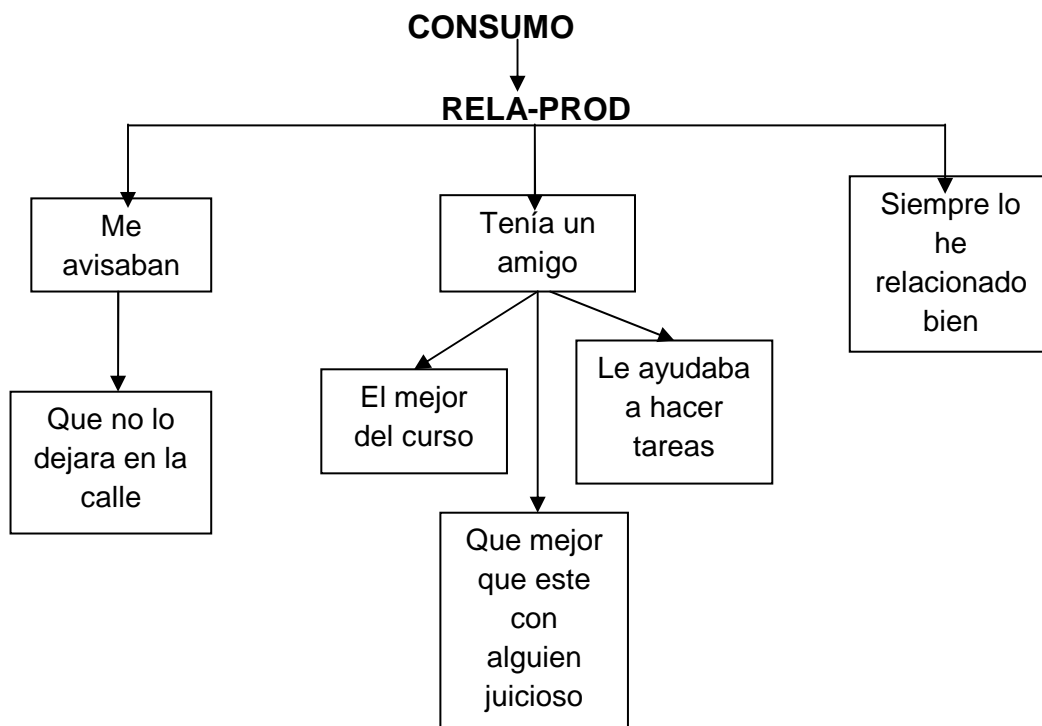 CONSUMO
RELA-PROD
Me
avisaban
Tenía un
amigo
Siempre lo
he
relacionado
bien
Que no lo
dejara en la
calle
El mejor
del curso
Le ayudaba
a hacer
tareas
Que mejor
que este
con
alguien
juicioso